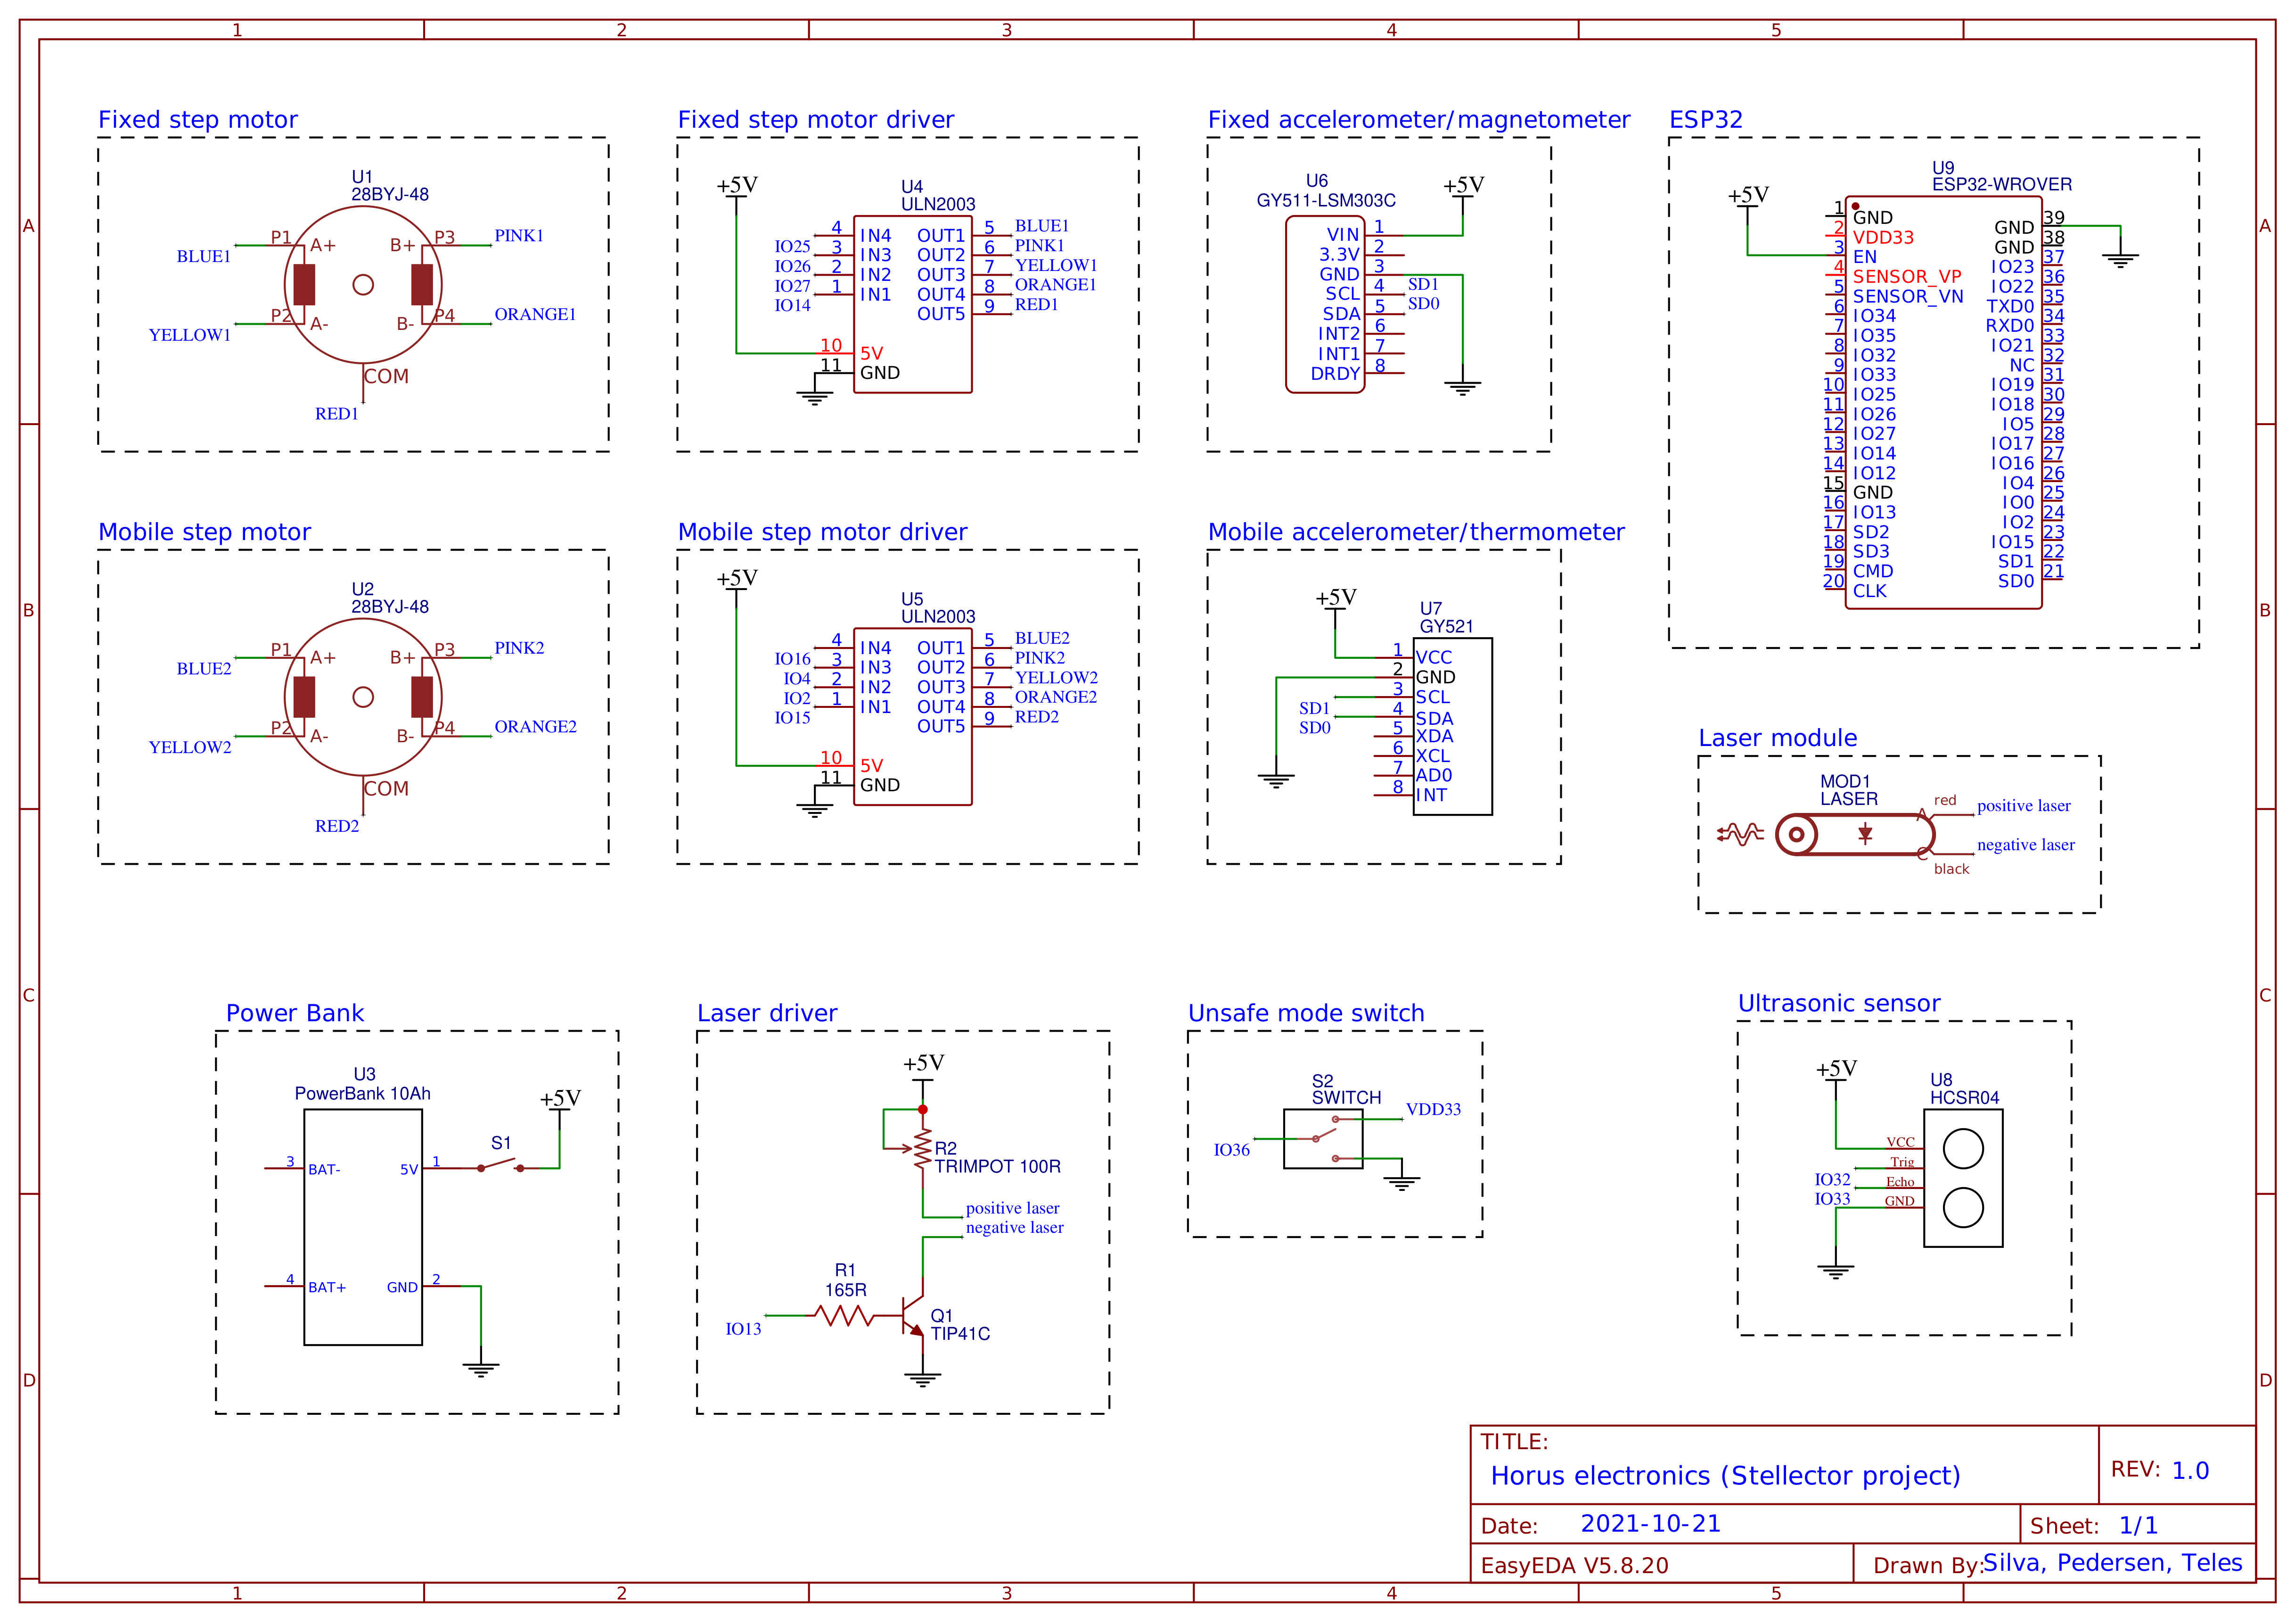 1 2 3 4 5
A
B
C
D
A
B
C
D
Fixed step motor
U1
28BYJ-48
P1 A+ B+ P3
BLUE1 PINK1
P2 A- B- P4
YELLOW1 ORANGE1
COM
RED1
Fixed step motor driver
+5V
U4
ULN2003
4 IN4 OUT1 5 BLUE1
IO25 3 IN3 OUT2 6 PINK1
IO26 2 IN2 OUT3 7 YELLOW1
IO27 1 IN1 OUT4 8 ORANGE1
IO14 OUT5 9 RED1
10 5V
11 GND
Fixed accelerometer/magnetometer
U6
GY511-LSM303C
+5V
VIN 1
3.3V 2
GND 3
SCL 4 SD1
SDA 5 SD0
INT2 6
INT1 7
DRDY 8
ESP32
U9
ESP32-WROVER
+5V
1 GND
2 VDD33
3 EN
4 SENSOR_VP
5 SENSOR_VN
6 IO34
7 IO35
8 IO32
9 IO33
10 IO25
11 IO26
12 IO27
13 IO14
14 IO12
15 GND
16 IO13
17 SD2
18 SD3
19 CMD
20 CLK
GND 39
GND 38
IO23 37
IO22 36
TXD0 35
RXD0 34
IO21 33
NC 32
IO19 31
IO18 30
IO5 29
IO17 28
IO16 27
IO4 26
IO0 25
IO2 24
IO15 23
SD1 22
SD0 21
Mobile step motor
U2
28BYJ-48
P1 A+ B+ P3
BLUE2 PINK2
P2 A- B- P4
YELLOW2 ORANGE2
COM
RED2
Mobile step motor driver
+5V
U5
ULN2003
4 IN4 OUT1 5 BLUE2
IO16 3 IN3 OUT2 6 PINK2
IO4 2 IN2 OUT3 7 YELLOW2
IO2 1 IN1 OUT4 8 ORANGE2
IO15 OUT5 9 RED2
10 5V
11 GND
Mobile accelerometer/thermometer
+5V
U7
GY521
1 VCC
2 GND
3 SCL
SD1 4 SDA
SD0 5 XDA
6 XCL
7 AD0
8 INT
Laser module
MOD1
LASER
A red positive laser
C black negative laser
Power Bank
U3
PowerBank 10Ah
+5V
S1
3 BAT- 5V 1
4 BAT+ GND 2
Laser driver
+5V
R2
TRIMPOT 100R
positive laser
negative laser
R1
165R
IO13
Q1
TIP41C
Unsafe mode switch
S2
SWITCH
VDD33
IO36
Ultrasonic sensor
+5V
U8
HCSR04
VCC
Trig
IO32 Echo
IO33 GND
TITLE:
Horus electronics (Stellector project)
REV: 1.0
Date: 2021-10-21
Sheet: 1/1
EasyEDA V5.8.20
Drawn By: Silva, Pedersen, Teles
1 2 3 4 5